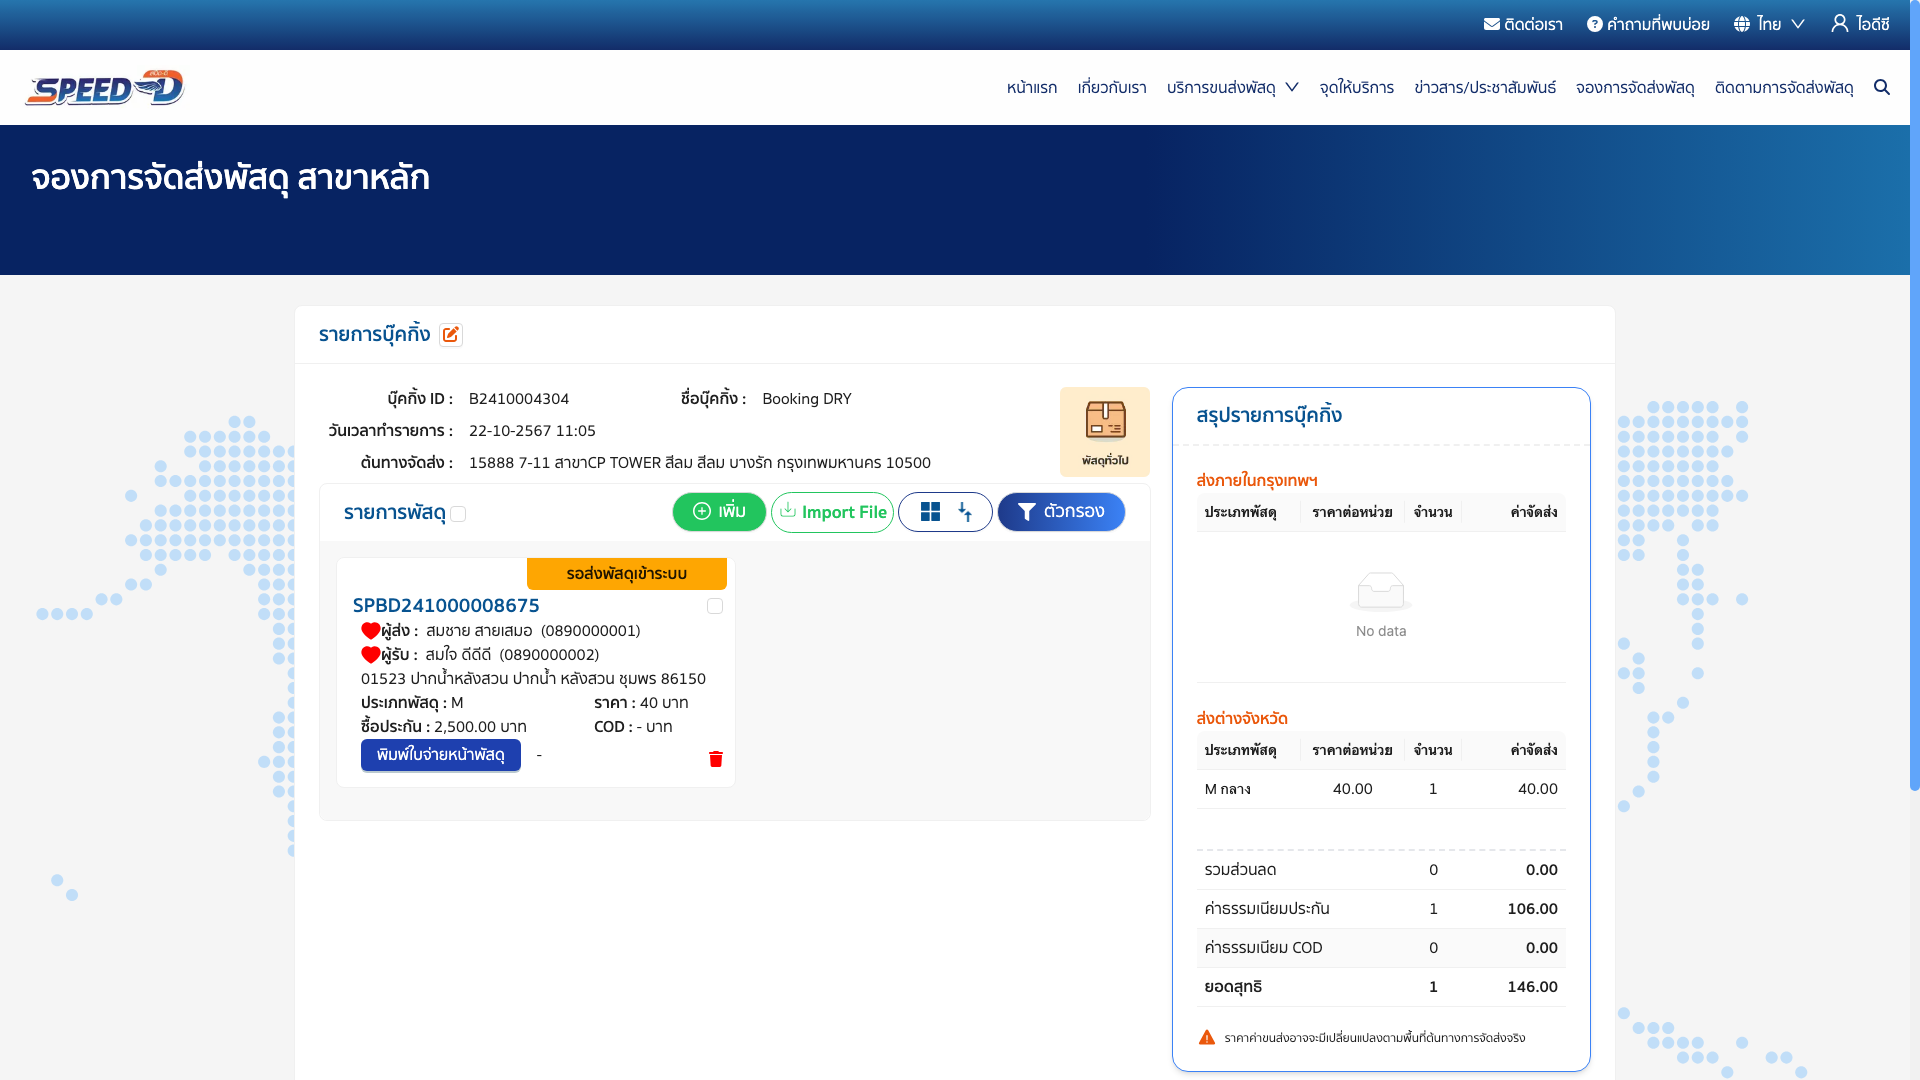 ติดต่อเรา คำถามที่พบบ่อย ไทย ไอดีซี
SPEED-D
หน้าแรก เกี่ยวกับเรา บริการขนส่งพัสดุ จุดให้บริการ ข่าวสาร/ประชาสัมพันธ์ จองการจัดส่งพัสดุ ติดตามการจัดส่งพัสดุ
จองการจัดส่งพัสดุ สาขาหลัก
รายการบุ๊คกิ้ง
บุ๊คกิ้ง ID : B2410004304 ชื่อบุ๊คกิ้ง : Booking DRY
วันเวลาทำรายการ : 22-10-2567 11:05
ต้นทางจัดส่ง : 15888 7-11 สาขาCP TOWER สีลม สีลม บางรัก กรุงเทพมหานคร 10500
พัสดุทั่วไป
รายการพัสดุ
เพิ่ม Import File ตัวกรอง
รอส่งพัสดุเข้าระบบ
SPBD241000008675
ผู้ส่ง : สมชาย สายเสมอ (0890000001)
ผู้รับ : สมใจ ดีดีดี (0890000002)
01523 ปากน้ำหลังสวน ปากน้ำ หลังสวน ชุมพร 86150
ประเภทพัสดุ : M ราคา : 40 บาท
ซื้อประกัน : 2,500.00 บาท COD : - บาท
พิมพ์ใบจ่ายหน้าพัสดุ -
สรุปรายการบุ๊คกิ้ง
ส่งภายในกรุงเทพฯ
ประเภทพัสดุ ราคาต่อหน่วย จำนวน ค่าจัดส่ง
No data
ส่งต่างจังหวัด
ประเภทพัสดุ ราคาต่อหน่วย จำนวน ค่าจัดส่ง
M กลาง 40.00 1 40.00
รวมส่วนลด 0 0.00
ค่าธรรมเนียมประกัน 1 106.00
ค่าธรรมเนียม COD 0 0.00
ยอดสุทธิ 1 146.00
ราคาค่าขนส่งอาจจะมีเปลี่ยนแปลงตามพื้นที่ต้นทางการจัดส่งจริง